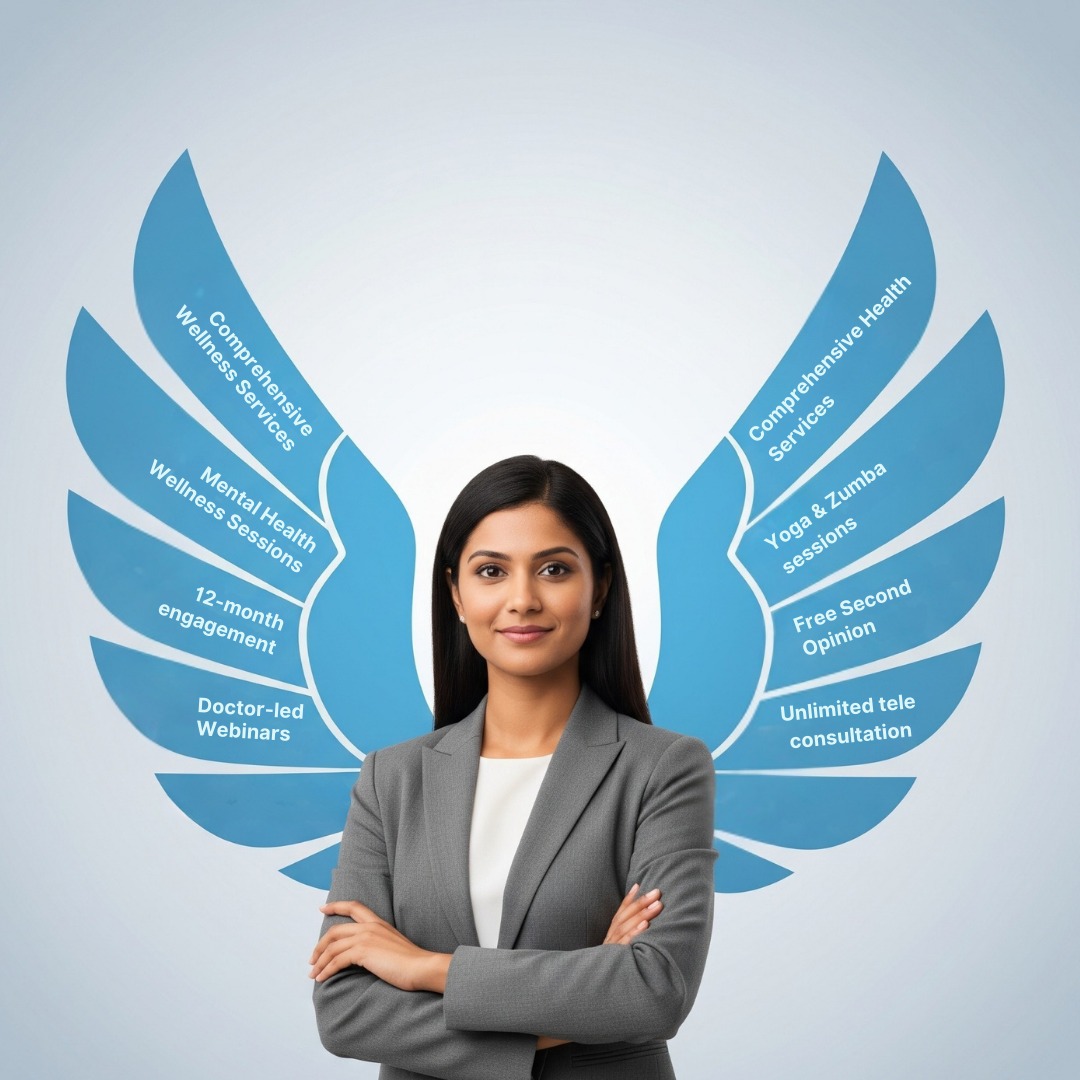 Comprehensive
Wellness Services
Mental Health
Wellness Sessions
12-month
engagement
Doctor-led
Webinars
Comprehensive Health
Services
Yoga & Zumba
sessions
Free Second
Opinion
Unlimited tele
consultation